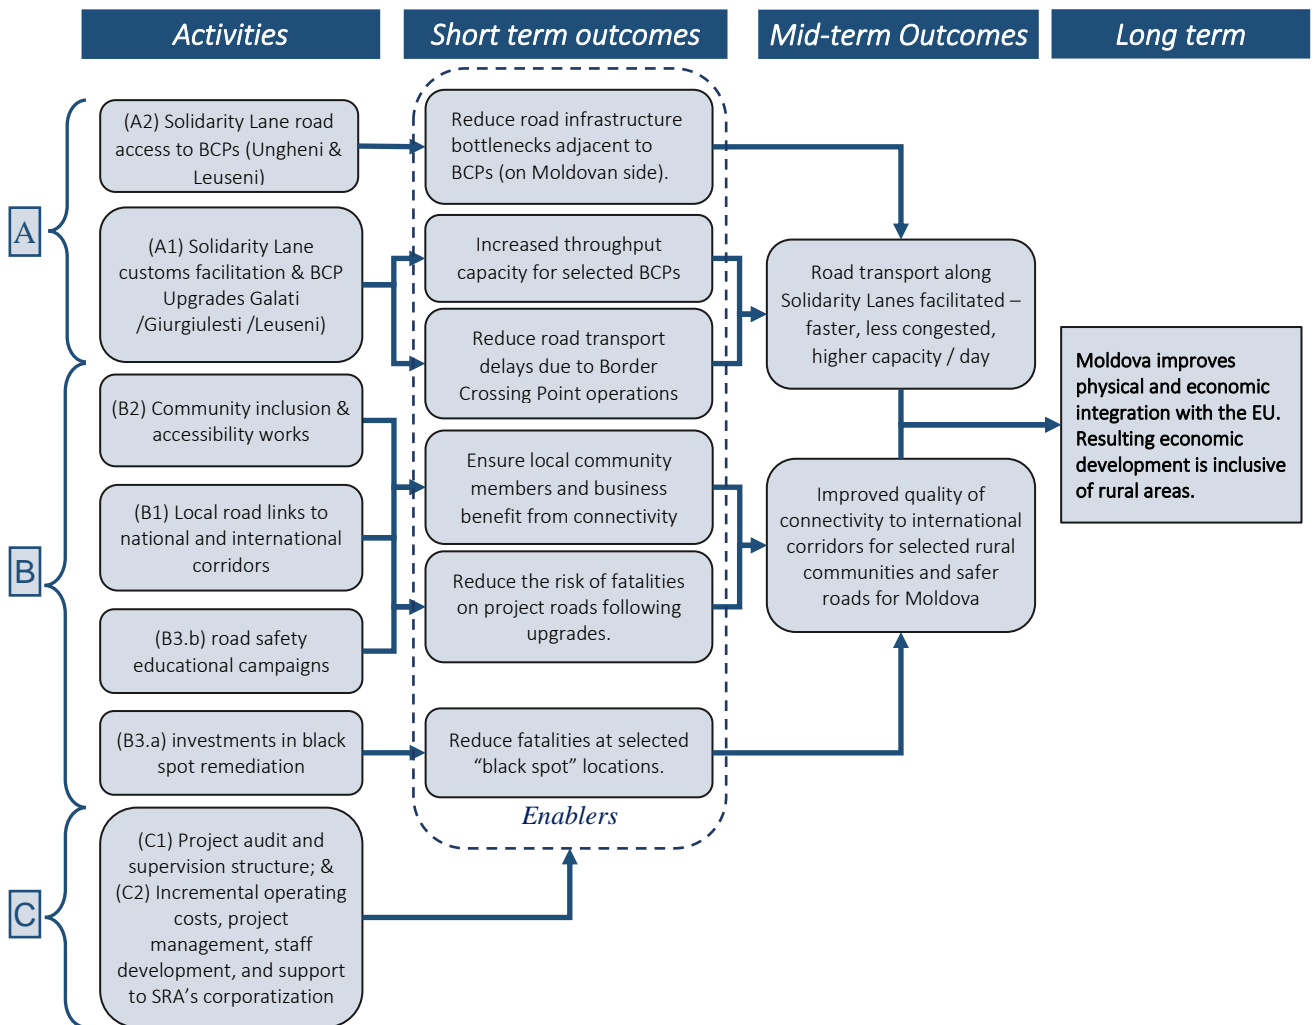 Activities
Short term outcomes
Mid-term Outcomes
Long term
A
(A2) Solidarity Lane road
access to BCPs (Ungheni &
Leuseni)
(A1) Solidarity Lane
customs facilitation & BCP
Upgrades Galati
/Giurgiulesti /Leuseni)
B
(B2) Community inclusion &
accessibility works
(B1) Local road links to
national and international
corridors
(B3.b) road safety
educational campaigns
(B3.a) investments in black
spot remediation
C
(C1) Project audit and
supervision structure; &
(C2) Incremental operating
costs, project
management, staff
development, and support
to SRA’s corporatization
Reduce road infrastructure
bottlenecks adjacent to
BCPs (on Moldovan side).
Increased throughput
capacity for selected BCPs
Reduce road transport
delays due to Border
Crossing Point operations
Ensure local community
members and business
benefit from connectivity
Reduce the risk of fatalities
on project roads following
upgrades.
Reduce fatalities at selected
“black spot” locations.
Enablers
Road transport along
Solidarity Lanes facilitated –
faster, less congested,
higher capacity / day
Improved quality of
connectivity to international
corridors for selected rural
communities and safer
roads for Moldova
Moldova improves
physical and economic
integration with the EU.
Resulting economic
development is inclusive
of rural areas.